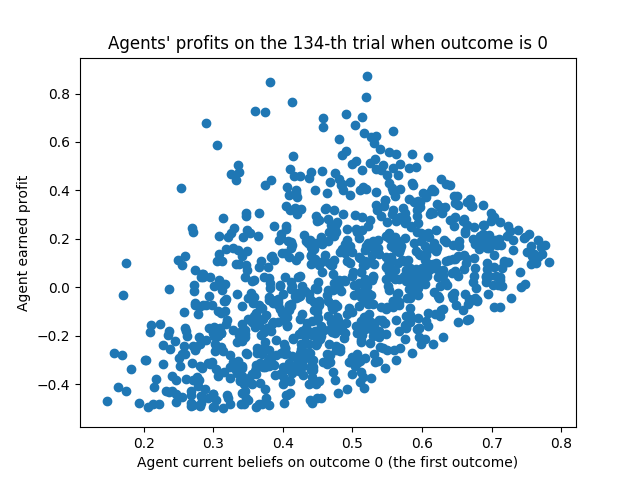 Agents' profits on the 134-th trial when outcome is 0
Agent earned profit
0.8
0.6
0.4
0.2
0.0
−0.2
−0.4
0.2 0.3 0.4 0.5 0.6 0.7 0.8
Agent current beliefs on outcome 0 (the first outcome)